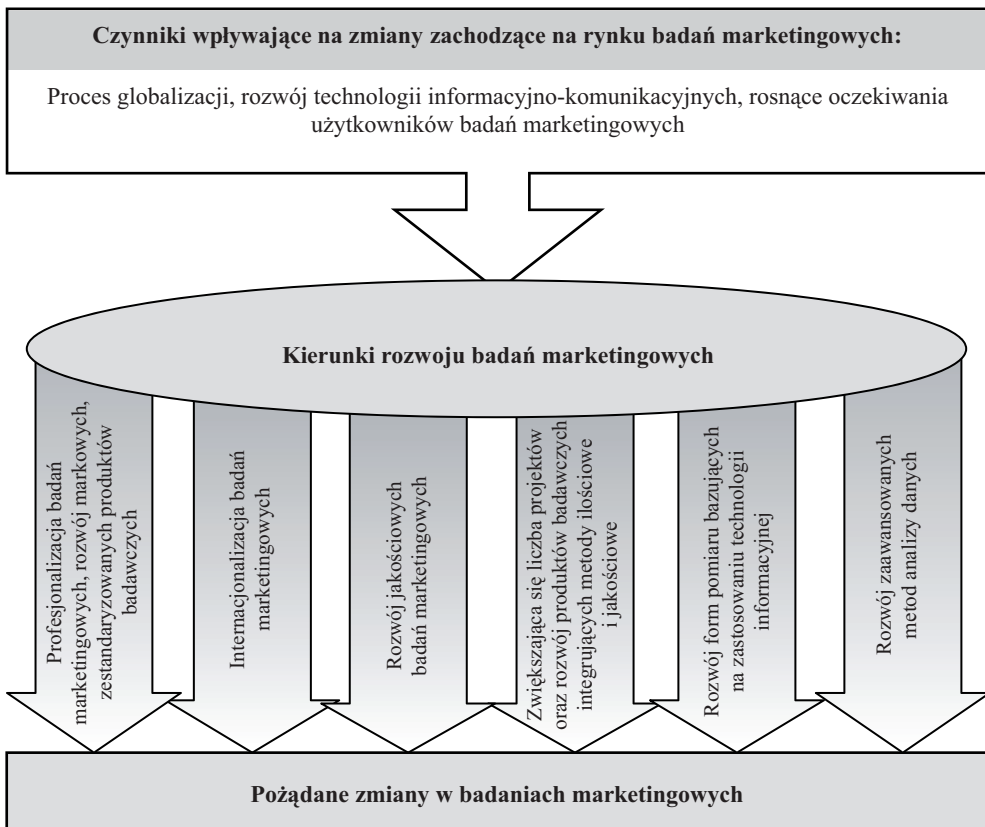 Czynniki wpływające na zmiany zachodzące na rynku badań marketingowych:
Proces globalizacji, rozwój technologii informacyjno-komunikacyjnych, rosnące oczekiwania
użytkowników badań marketingowych
Kierunki rozwoju badań marketingowych
Profesjonalizacja badań
marketingowych, rozwój markowych,
zestandaryzowanych produktów
badawczych
Internacjonalizacja badań
marketingowych
Rozwój jakościowych
badań marketingowych
Zwiększająca się liczba projektów
oraz rozwój produktów badawczych
integrujących metody ilościowe
i jakościowe
Rozwój form pomiaru bazujących
na zastosowaniu technologii
informacyjnej
Rozwój zaawansowanych
metod analizy danych
Pożądane zmiany w badaniach marketingowych